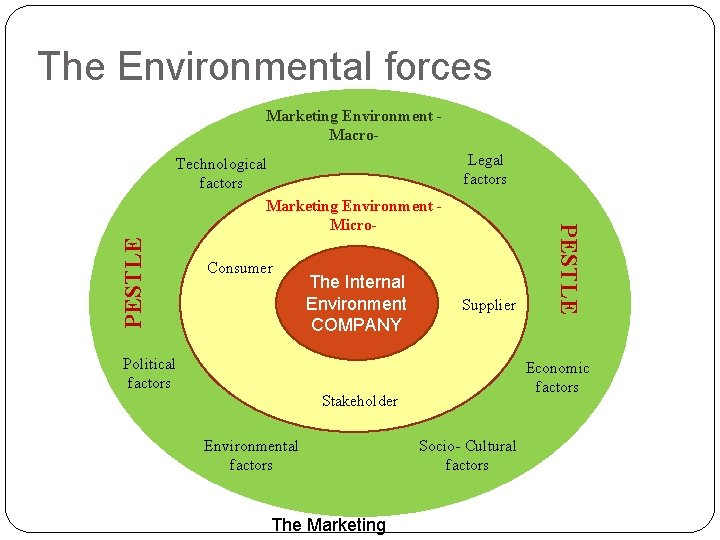 The Environmental forces
Marketing Environment -
Macro-
Technological
factors
Legal
factors
Marketing Environment -
Micro-
PESTLE
PESTLE
Consumer
The Internal
Environment
COMPANY
Supplier
Political
factors
Economic
factors
Stakeholder
Environmental
factors
Socio- Cultural
factors
The Marketing